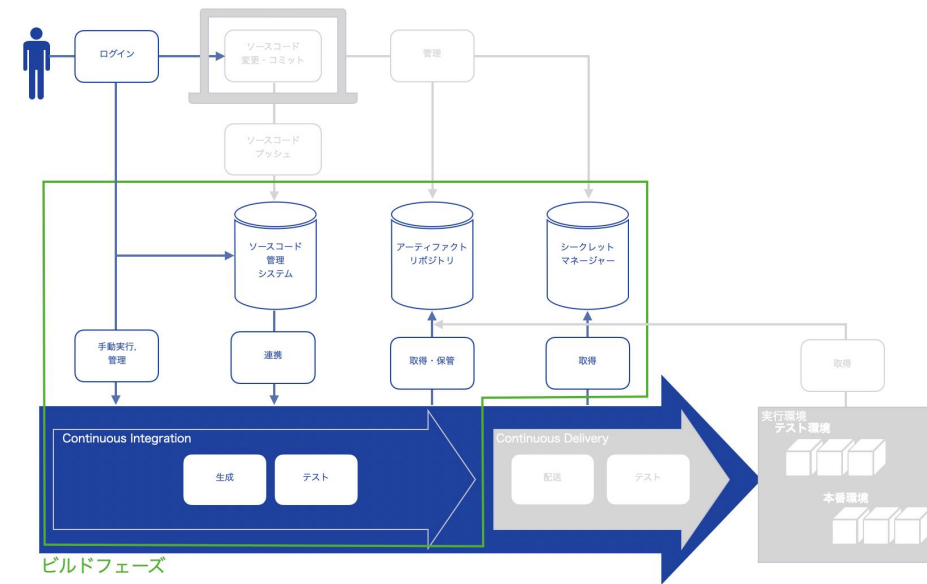 ログイン
ソースコード
変更・コミット
管理
ソースコード
プッシュ
ソースコード
管理
システム
アーティファクト
リポジトリ
シークレット
マネージャー
手動実行,
管理
連携
取得・保管
取得
取得
Continuous Integration
生成
テスト
Continuous Delivery
配送
テスト
実行環境
テスト環境
本番環境
ビルドフェーズ